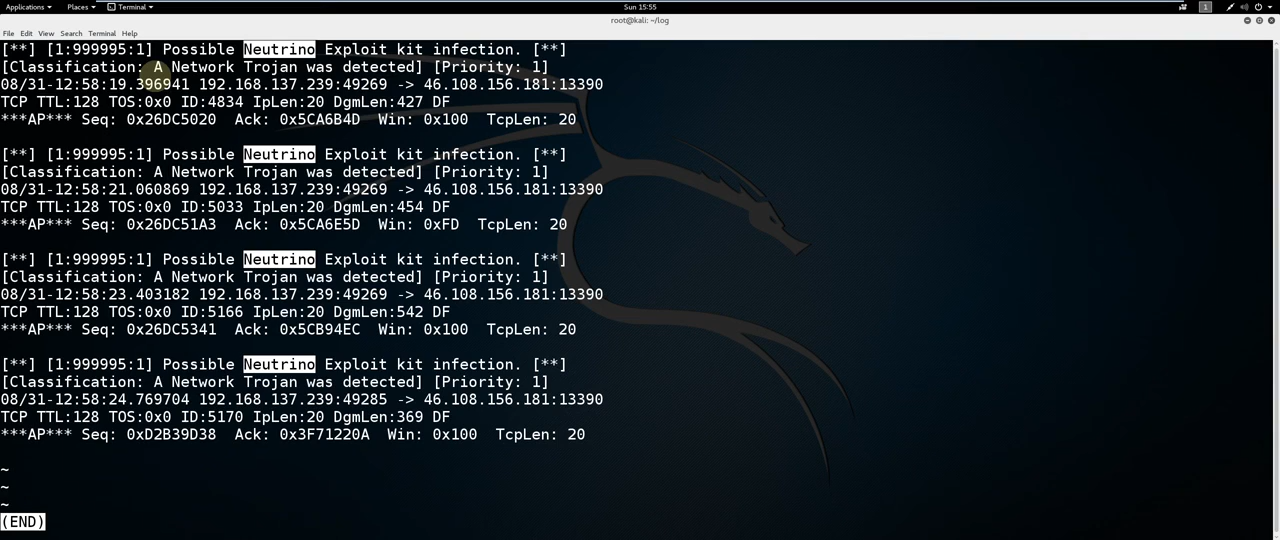 Applications Places Terminal Sun 15:55 1
root@kali: ~/log
File Edit View Search Terminal Help
[**] [1:999995:1] Possible Neutrino Exploit kit infection. [**]
[Classification: A Network Trojan was detected] [Priority: 1]
08/31-12:58:19.396941 192.168.137.239:49269 -> 46.108.156.181:13390
TCP TTL:128 TOS:0x0 ID:4834 IpLen:20 DgmLen:427 DF
***AP*** Seq: 0x26DC5020  Ack: 0x5CA6B4D  Win: 0x100  TcpLen: 20
[**] [1:999995:1] Possible Neutrino Exploit kit infection. [**]
[Classification: A Network Trojan was detected] [Priority: 1]
08/31-12:58:21.060869 192.168.137.239:49269 -> 46.108.156.181:13390
TCP TTL:128 TOS:0x0 ID:5033 IpLen:20 DgmLen:454 DF
***AP*** Seq: 0x26DC51A3  Ack: 0x5CA6E5D  Win: 0xFD  TcpLen: 20
[**] [1:999995:1] Possible Neutrino Exploit kit infection. [**]
[Classification: A Network Trojan was detected] [Priority: 1]
08/31-12:58:23.403182 192.168.137.239:49269 -> 46.108.156.181:13390
TCP TTL:128 TOS:0x0 ID:5166 IpLen:20 DgmLen:542 DF
***AP*** Seq: 0x26DC5341  Ack: 0x5CB94EC  Win: 0x100  TcpLen: 20
[**] [1:999995:1] Possible Neutrino Exploit kit infection. [**]
[Classification: A Network Trojan was detected] [Priority: 1]
08/31-12:58:24.769704 192.168.137.239:49285 -> 46.108.156.181:13390
TCP TTL:128 TOS:0x0 ID:5170 IpLen:20 DgmLen:369 DF
***AP*** Seq: 0xD2B39D38  Ack: 0x3F71220A  Win: 0x100  TcpLen: 20
~
~
~
(END)